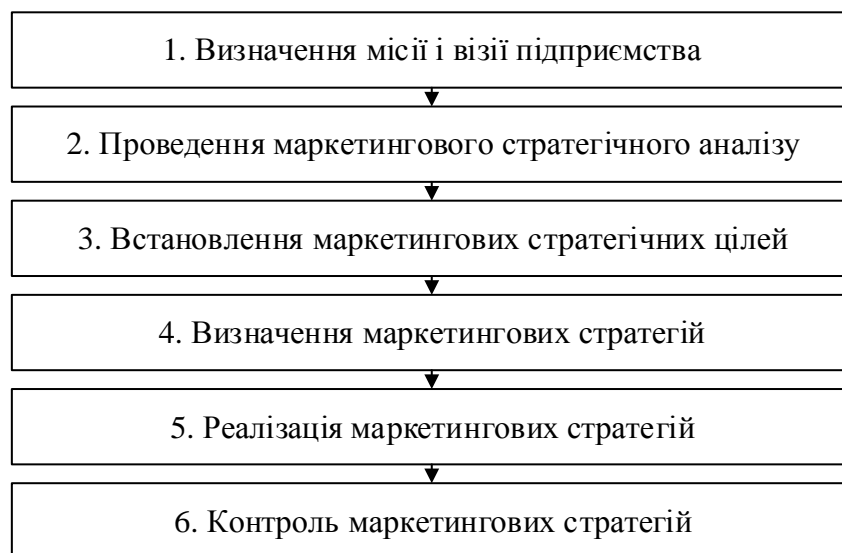 1. Визначення місії і візії підприємства
2. Проведення маркетингового стратегічного аналізу
3. Встановлення маркетингових стратегічних цілей
4. Визначення маркетингових стратегій
5. Реалізація маркетингових стратегій
6. Контроль маркетингових стратегій